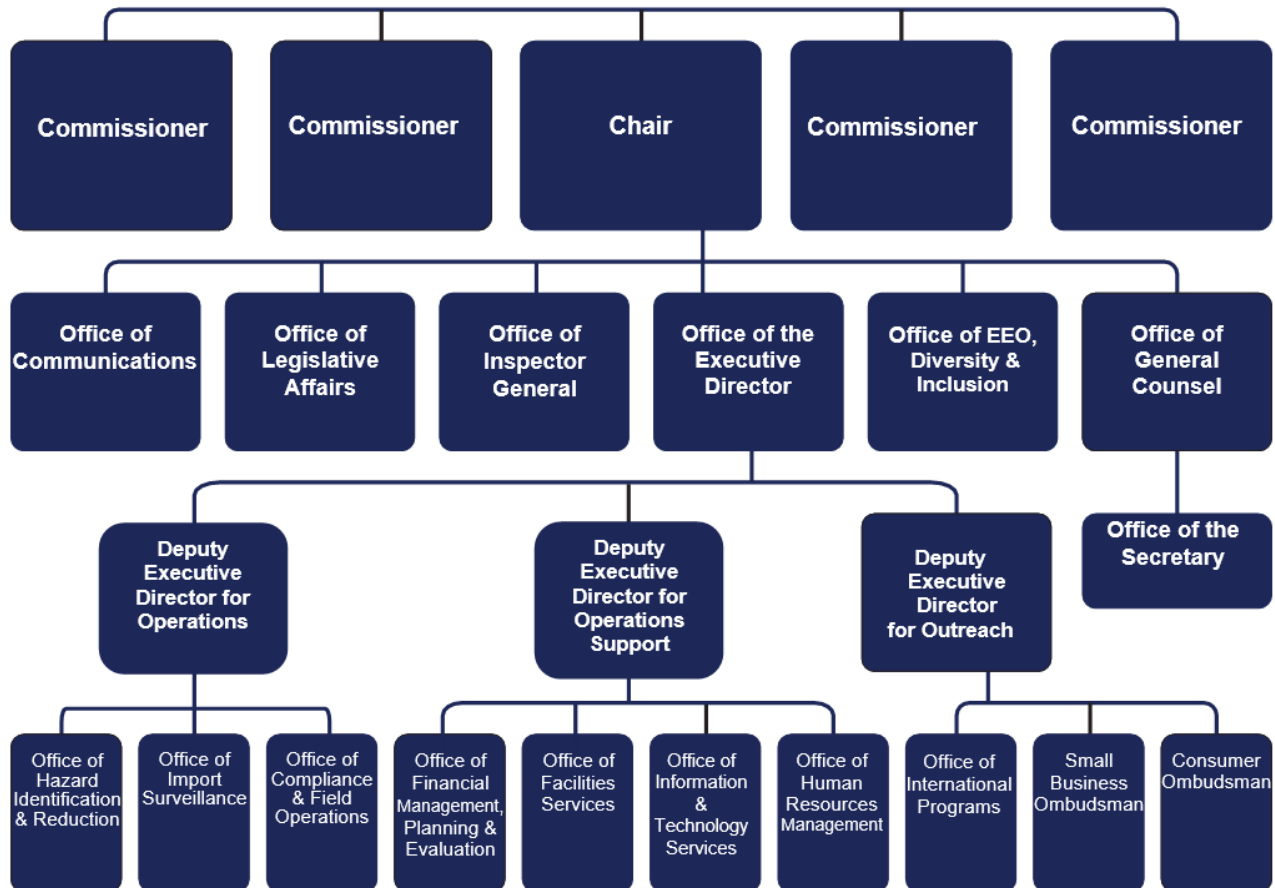 Commissioner
Commissioner
Chair
Commissioner
Commissioner
Office of
Communications
Office of
Legislative
Affairs
Office of
Inspector
General
Office of the
Executive
Director
Office of EEO,
Diversity &
Inclusion
Office of
General
Counsel
Office of the
Secretary
Deputy
Executive
Director for
Operations
Deputy
Executive
Director for
Operations
Support
Deputy
Executive
Director
for Outreach
Office of
Hazard
Identification
& Reduction
Office of
Import
Surveillance
Office of
Compliance
& Field
Operations
Office of
Financial
Management,
Planning &
Evaluation
Office of
Facilities
Services
Office of
Information
&
Technology
Services
Office of
Human
Resources
Management
Office of
International
Programs
Small
Business
Ombudsman
Consumer
Ombudsman